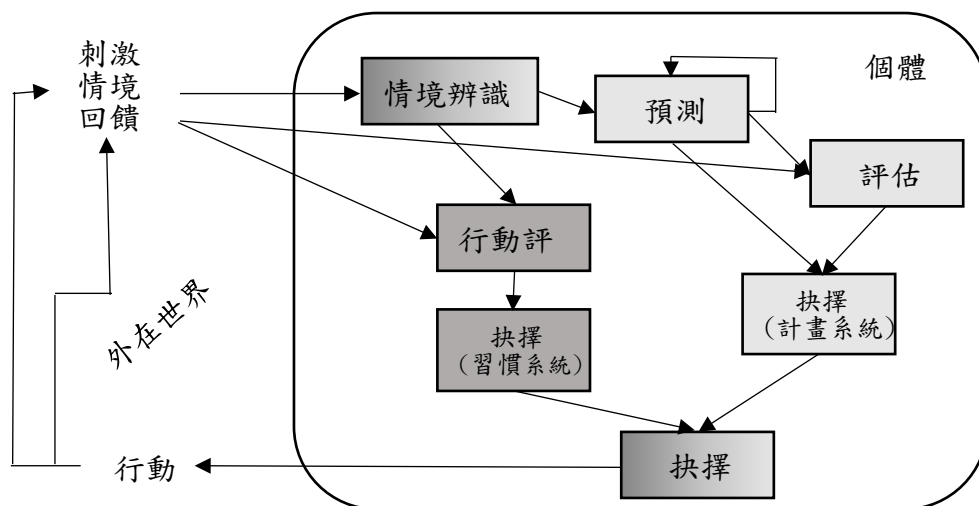 刺激
情境
回饋
情境辨識
預測
個體
評估
行動評
抉擇
（習慣系統）
抉擇
（計畫系統）
外在世界
行動
抉擇